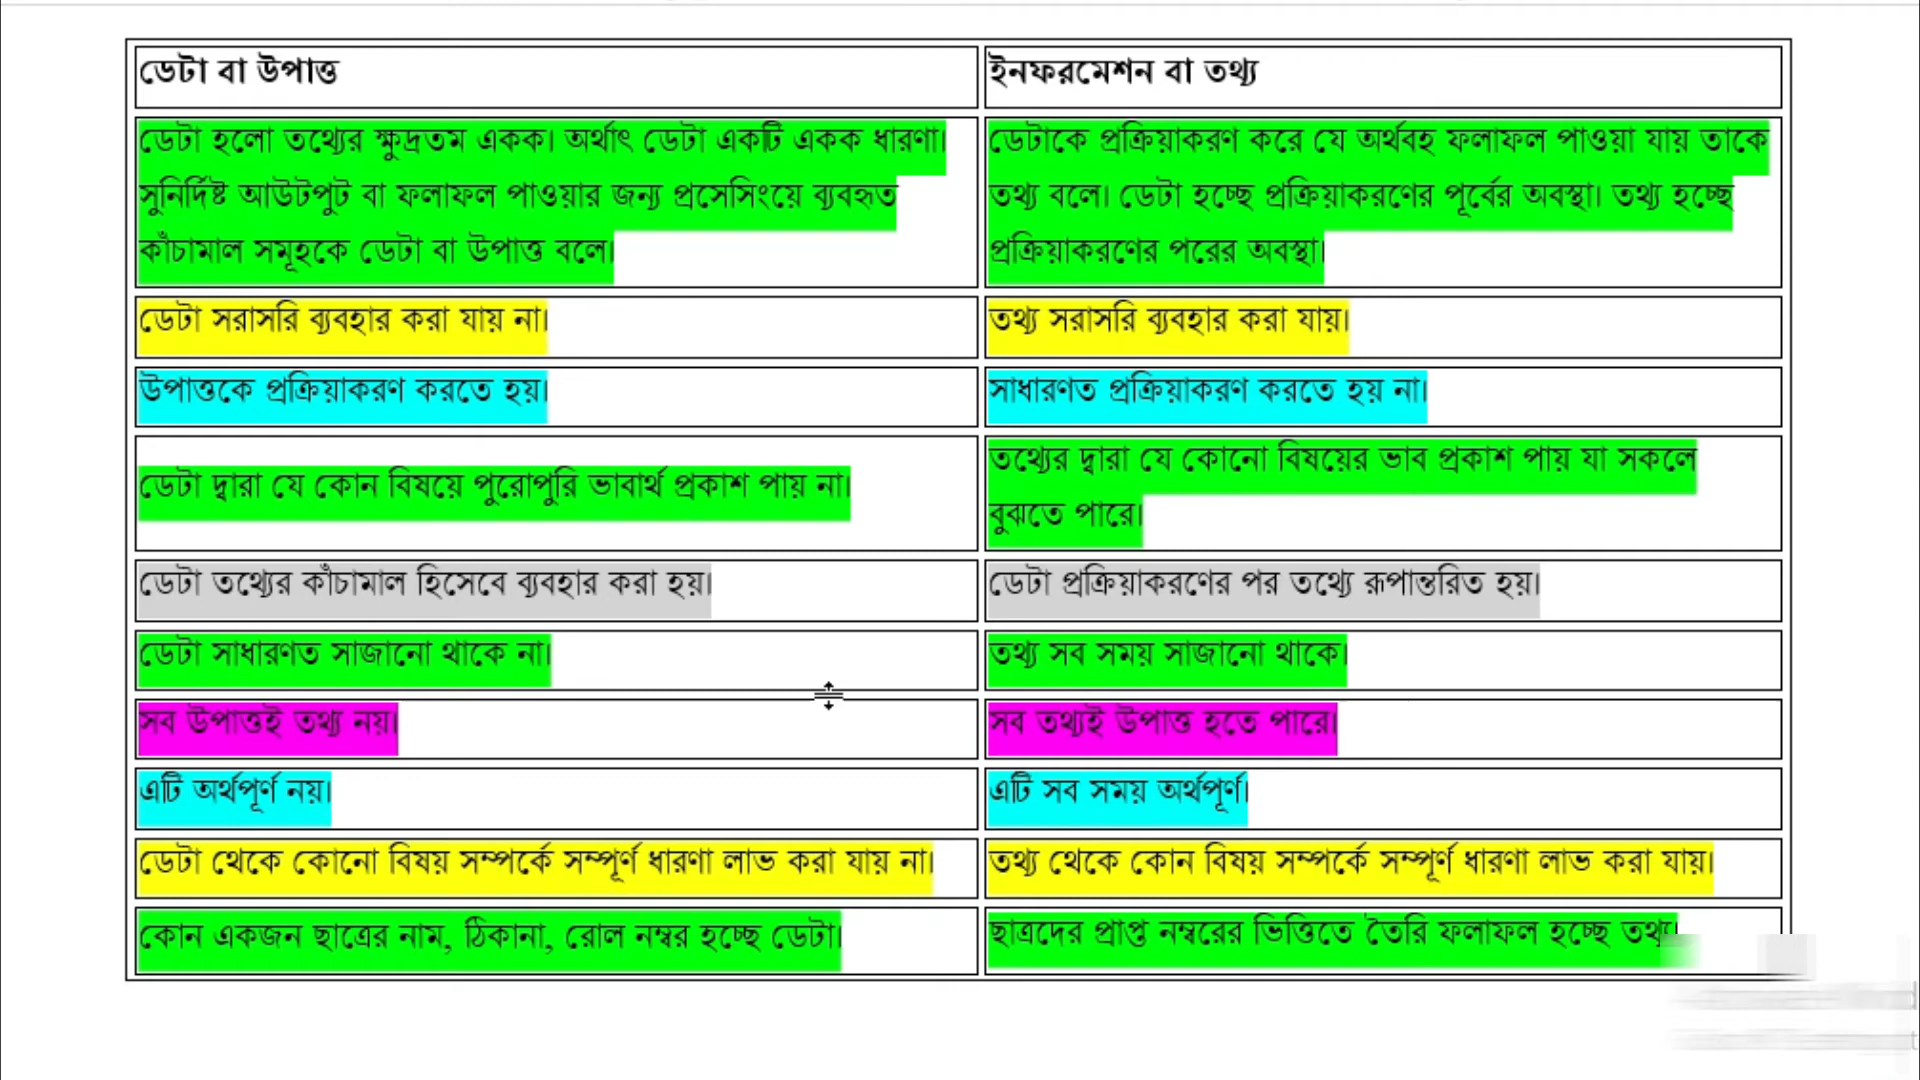 ডেটা বা উপাত্ত
ইনফরমেশন বা তথ্য
ডেটা হলো তথ্যের ক্ষুদ্রতম একক। অর্থাৎ ডেটা একটি একক ধারণা।
সুনির্দিষ্ট আউটপুট বা ফলাফল পাওয়ার জন্য প্রসেসিংয়ে ব্যবহৃত
কাঁচামাল সমূহকে ডেটা বা উপাত্ত বলে।
ডেটাকে প্রক্রিয়াকরণ করে যে অর্থবহ ফলাফল পাওয়া যায় তাকে
তথ্য বলে। ডেটা হচ্ছে প্রক্রিয়াকরণের পূর্বের অবস্থা। তথ্য হচ্ছে
প্রক্রিয়াকরণের পরের অবস্থা।
ডেটা সরাসরি ব্যবহার করা যায় না।
তথ্য সরাসরি ব্যবহার করা যায়।
উপাত্তকে প্রক্রিয়াকরণ করতে হয়।
সাধারণত প্রক্রিয়াকরণ করতে হয় না।
ডেটা দ্বারা যে কোন বিষয়ে পুরোপুরি ভাবার্থ প্রকাশ পায় না।
তথ্যের দ্বারা যে কোনো বিষয়ের ভাব প্রকাশ পায় যা সকলে
বুঝতে পারে।
ডেটা তথ্যের কাঁচামাল হিসেবে ব্যবহার করা হয়।
ডেটা প্রক্রিয়াকরণের পর তথ্যে রূপান্তরিত হয়।
ডেটা সাধারণত সাজানো থাকে না।
তথ্য সব সময় সাজানো থাকে।
সব উপাত্তই তথ্য নয়।
সব তথ্যই উপাত্ত হতে পারে।
এটি অর্থপূর্ণ নয়।
এটি সব সময় অর্থপূর্ণ।
ডেটা থেকে কোনো বিষয় সম্পর্কে সম্পূর্ণ ধারণা লাভ করা যায় না।
তথ্য থেকে কোন বিষয় সম্পর্কে সম্পূর্ণ ধারণা লাভ করা যায়।
কোন একজন ছাত্রের নাম, ঠিকানা, রোল নম্বর হচ্ছে ডেটা।
ছাত্রদের প্রাপ্ত নম্বরের ভিত্তিতে তৈরি ফলাফল হচ্ছে তথ্য।